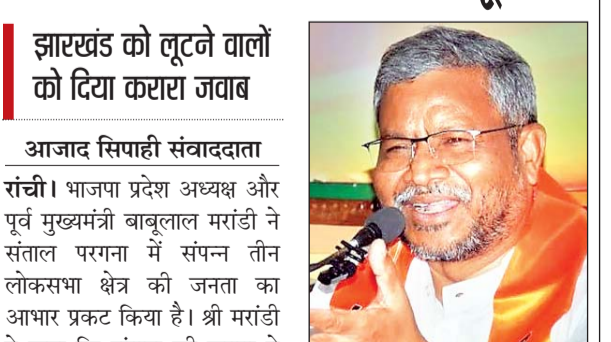 झारखंड को लूटने वालों
को दिया करारा जवाब
आजाद सिपाही संवाददाता
रांची। भाजपा प्रदेश अध्यक्ष और
पूर्व मुख्यमंत्री बाबूलाल मरांडी ने
संताल परगना में संपन्न तीन
लोकसभा क्षेत्र की जनता का
आभार प्रकट किया है। श्री मरांडी